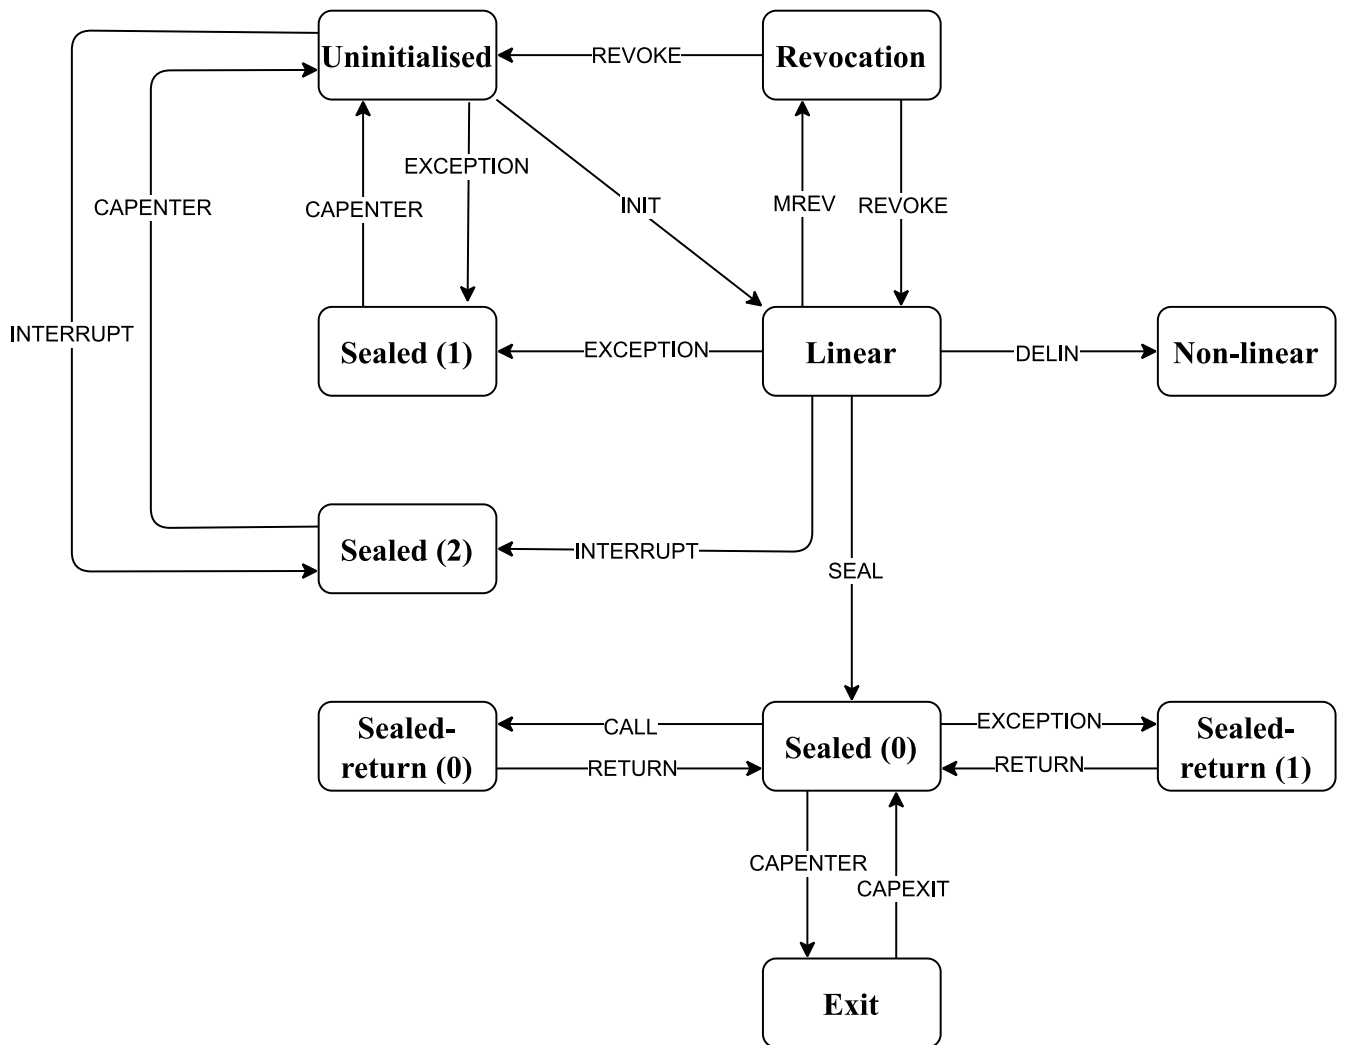 Uninitialised
REVOKE
Revocation
EXCEPTION
CAPENTER
CAPENTER
INIT
MREV
REVOKE
INTERRUPT
Sealed (1)
EXCEPTION
Linear
DELIN
Non-linear
Sealed (2)
INTERRUPT
SEAL
Sealed-
return (0)
CALL
RETURN
Sealed (0)
EXCEPTION
RETURN
Sealed-
return (1)
CAPENTER
CAPEXIT
Exit